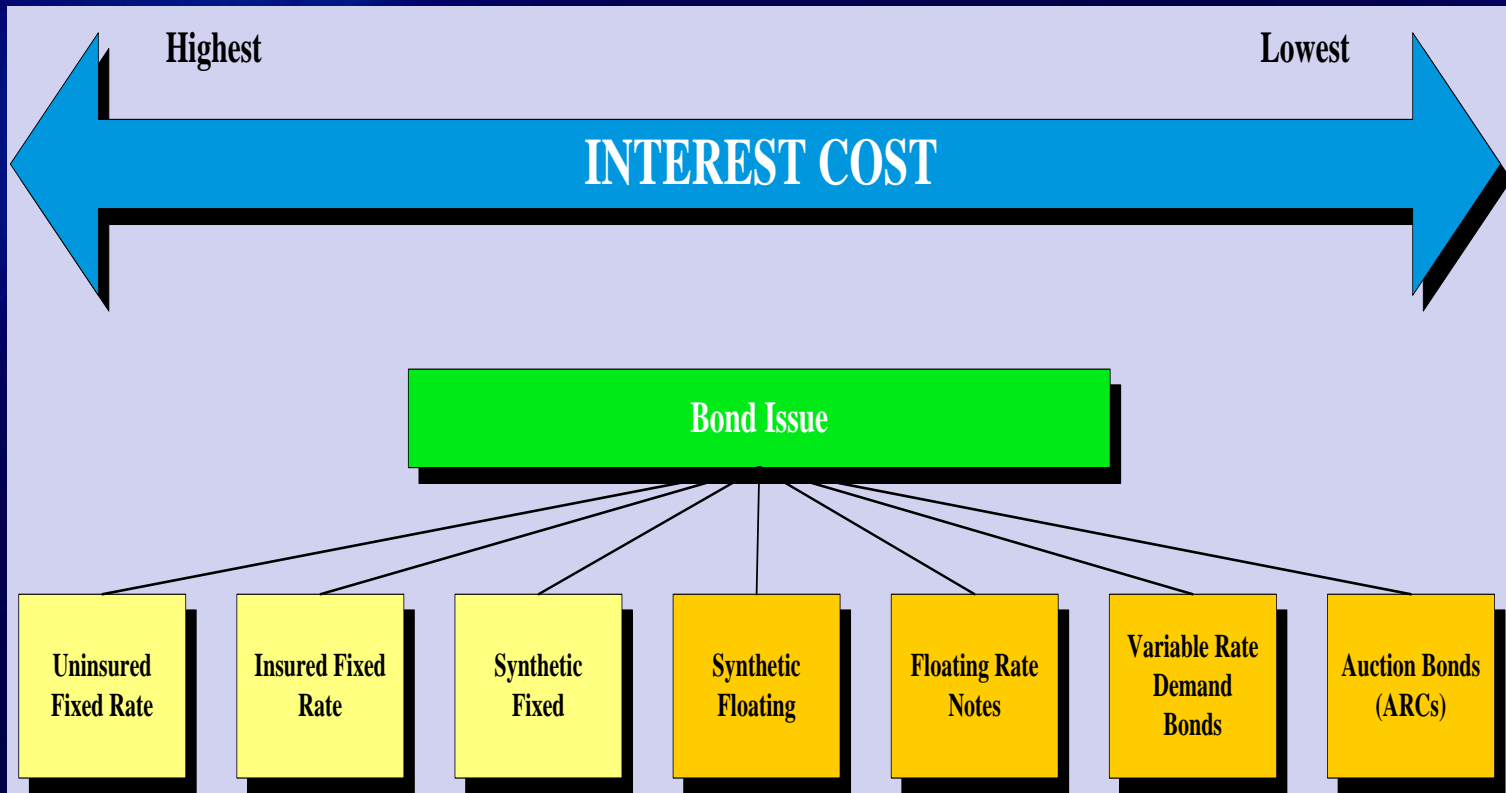 Highest
Lowest
INTEREST COST
Bond Issue
Uninsured
Fixed Rate
Insured Fixed
Rate
Synthetic
Fixed
Synthetic
Floating
Floating Rate
Notes
Variable Rate
Demand
Bonds
Auction Bonds
(ARCs)